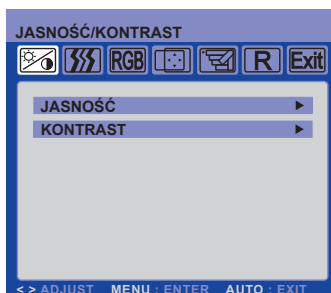 JASNOŚĆ/KONTRAST
RGB R Exit
JASNOŚĆ
KONTRAST
< > ADJUST MENU : ENTER AUTO : EXIT